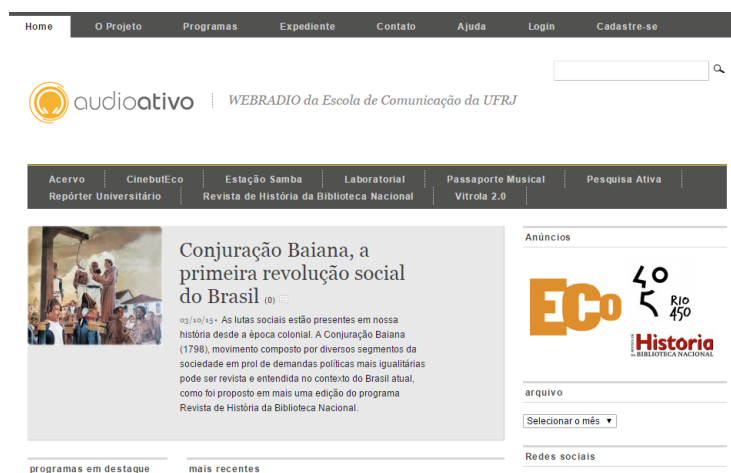 Home O Projeto Programas Expediente Contato Ajuda Login Cadastre-se
audioativo WEBRADIO da Escola de Comunicação da UFRJ
Acervo CinebutEco Estação Samba Laboratorial Passaporte Musical Pesquisa Ativa
Repórter Universitário Revista de História da Biblioteca Nacional Vitrola 2.0
Conjuração Baiana, a
primeira revolução social
do Brasil (0)
03/10/15• As lutas sociais estão presentes em nossa
história desde a época colonial. A Conjuração Baiana
(1798), movimento composto por diversos segmentos da
sociedade em prol de demandas políticas mais igualitárias
pode ser revista e entendida no contexto do Brasil atual,
como foi proposto em mais uma edição do programa
Revista de História da Biblioteca Nacional.
Anúncios
ECO
RIO
450
História
BIBLIOTECA NACIONAL
arquivo
Selecionar o mês
Redes sociais
programas em destaque mais recentes